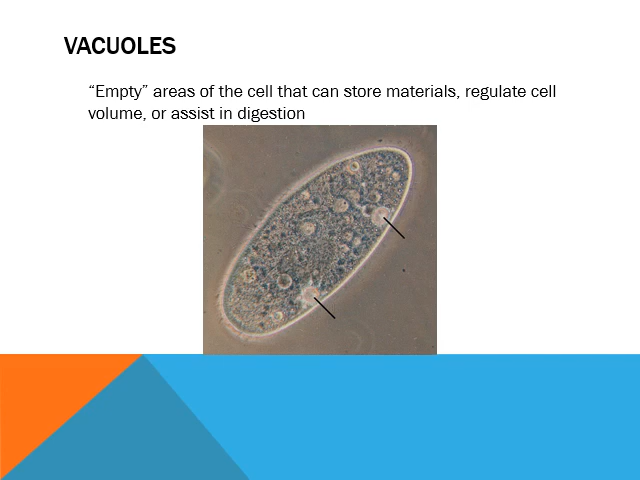 VACUOLES
“Empty” areas of the cell that can store materials, regulate cell
volume, or assist in digestion